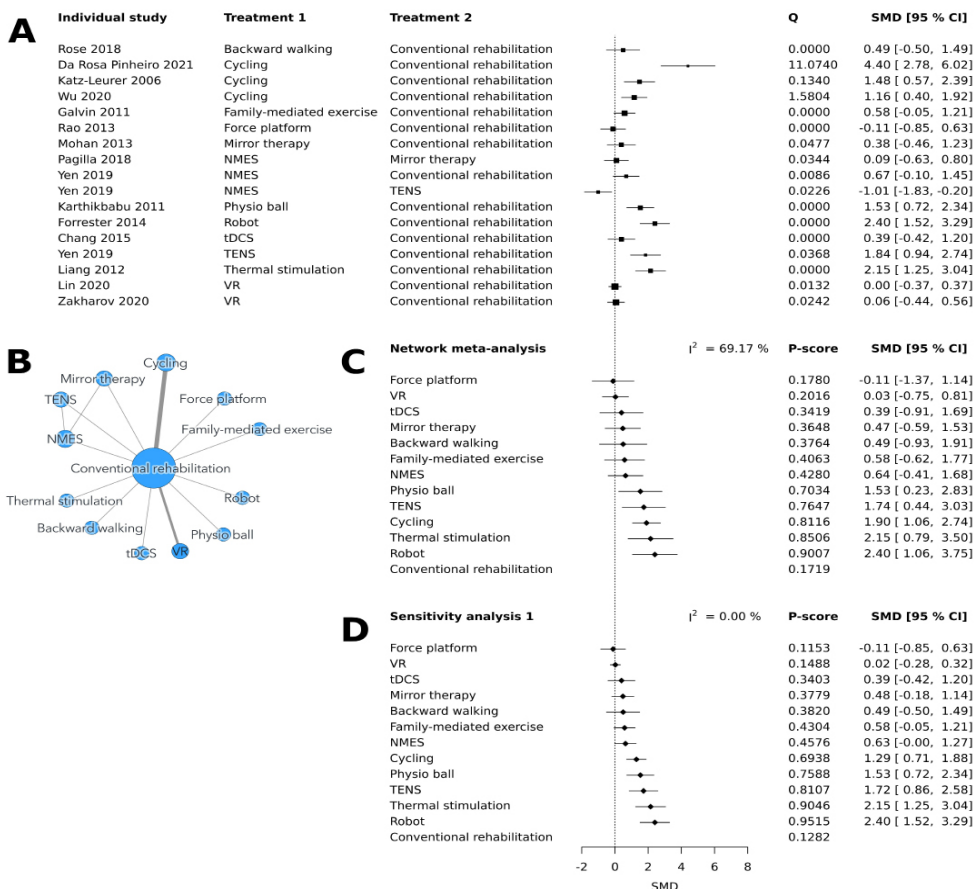 A
Individual study Treatment 1 Treatment 2 Q SMD [95 % CI]
Rose 2018 Backward walking Conventional rehabilitation 0.0000 0.49 [-0.50, 1.49]
Da Rosa Pinheiro 2021 Cycling Conventional rehabilitation 11.0740 4.40 [ 2.78, 6.02]
Katz-Leurer 2006 Cycling Conventional rehabilitation 0.1340 1.48 [ 0.57, 2.39]
Wu 2020 Cycling Conventional rehabilitation 1.5804 1.16 [ 0.40, 1.92]
Galvin 2011 Family-mediated exercise Conventional rehabilitation 0.0000 0.58 [-0.05, 1.21]
Rao 2013 Force platform Conventional rehabilitation 0.0000 -0.11 [-0.85, 0.63]
Mohan 2013 Mirror therapy Conventional rehabilitation 0.0477 0.38 [-0.46, 1.23]
Pagilla 2018 NMES Mirror therapy 0.0344 0.09 [-0.63, 0.80]
Yen 2019 NMES Conventional rehabilitation 0.0086 0.67 [-0.10, 1.45]
Yen 2019 NMES TENS 0.0226 -1.01 [-1.83, -0.20]
Karthikbabu 2011 Physio ball Conventional rehabilitation 0.0000 1.53 [ 0.72, 2.34]
Forrester 2014 Robot Conventional rehabilitation 0.0000 2.40 [ 1.52, 3.29]
Chang 2015 tDCS Conventional rehabilitation 0.0000 0.39 [-0.42, 1.20]
Yen 2019 TENS Conventional rehabilitation 0.0368 1.84 [ 0.94, 2.74]
Liang 2012 Thermal stimulation Conventional rehabilitation 0.0000 2.15 [ 1.25, 3.04]
Lin 2020 VR Conventional rehabilitation 0.0132 0.00 [-0.37, 0.37]
Zakharov 2020 VR Conventional rehabilitation 0.0242 0.06 [-0.44, 0.56]
B
Cycling
Mirror therapy
TENS
Force platform
NMES
Family-mediated exercise
Conventional rehabilitation
Thermal stimulation
Robot
Backward walking
Physio ball
tDCS
VR
C
Network meta-analysis I² = 69.17 % P-score SMD [95 % CI]
Force platform 0.1780 -0.11 [-1.37, 1.14]
VR 0.2016 0.03 [-0.75, 0.81]
tDCS 0.3419 0.39 [-0.91, 1.69]
Mirror therapy 0.3648 0.47 [-0.59, 1.53]
Backward walking 0.3764 0.49 [-0.93, 1.91]
Family-mediated exercise 0.4063 0.58 [-0.62, 1.77]
NMES 0.4280 0.64 [-0.41, 1.68]
Physio ball 0.7034 1.53 [ 0.23, 2.83]
TENS 0.7647 1.74 [ 0.44, 3.03]
Cycling 0.8116 1.90 [ 1.06, 2.74]
Thermal stimulation 0.8506 2.15 [ 0.79, 3.50]
Robot 0.9007 2.40 [ 1.06, 3.75]
Conventional rehabilitation 0.1719
D
Sensitivity analysis 1 I² = 0.00 % P-score SMD [95 % CI]
Force platform 0.1153 -0.11 [-0.85, 0.63]
VR 0.1488 0.02 [-0.28, 0.32]
tDCS 0.3403 0.39 [-0.42, 1.20]
Mirror therapy 0.3779 0.48 [-0.18, 1.14]
Backward walking 0.3820 0.49 [-0.50, 1.49]
Family-mediated exercise 0.4304 0.58 [-0.05, 1.21]
NMES 0.4576 0.63 [-0.00, 1.27]
Cycling 0.6938 1.29 [ 0.71, 1.88]
Physio ball 0.7588 1.53 [ 0.72, 2.34]
TENS 0.8107 1.72 [ 0.86, 2.58]
Thermal stimulation 0.9046 2.15 [ 1.25, 3.04]
Robot 0.9515 2.40 [ 1.52, 3.29]
Conventional rehabilitation 0.1282
-2 0 2 4 6 8
SMD